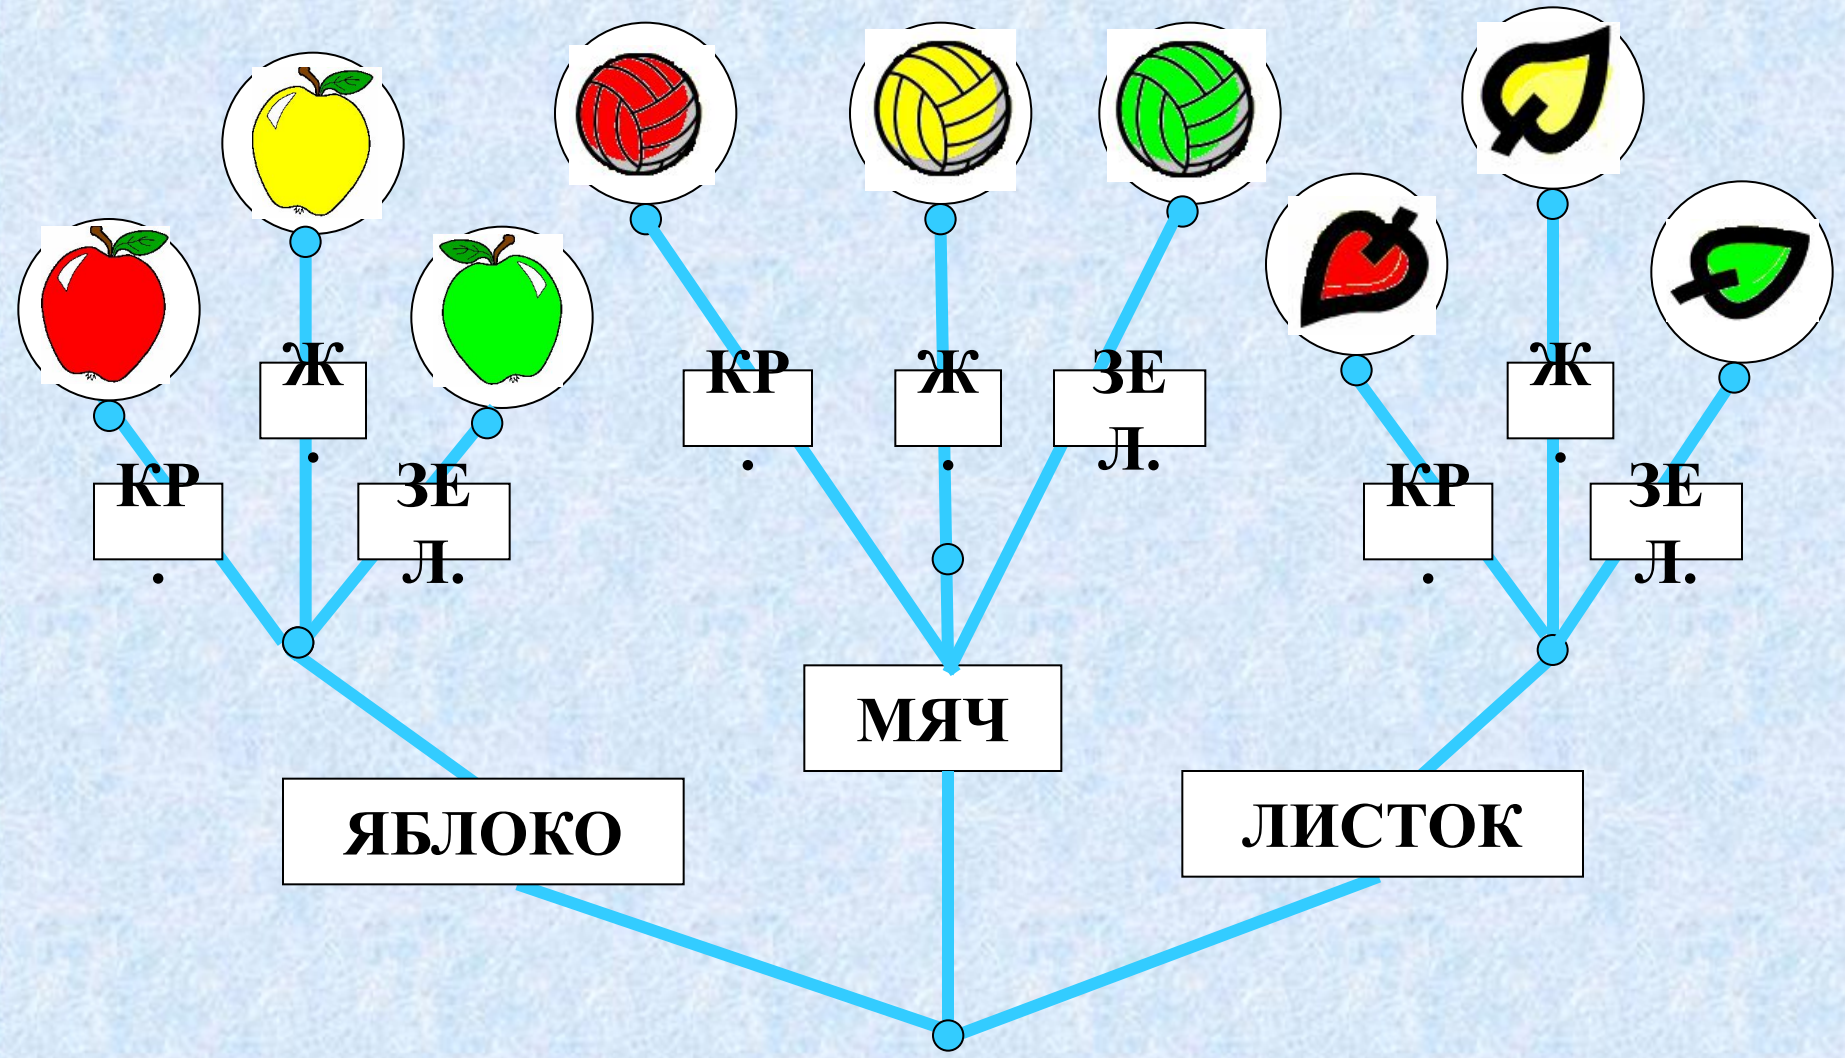 Ж
.
КР
.
ЗЕ
Л.
КР
.
Ж
.
ЗЕ
Л.
Ж
.
КР
.
ЗЕ
Л.
МЯЧ
ЯБЛОКО
ЛИСТОК